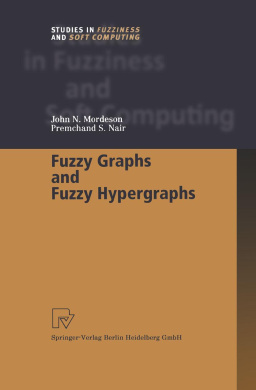 STUDIES IN FUZZINESS
AND SOFT COMPUTING
Studies
in Fuzziness
and
Soft Computing
John N. Mordeson
Premchand S. Nair
Fuzzy Graphs
and
Fuzzy Hypergraphs
Springer-Verlag Berlin Heidelberg GmbH